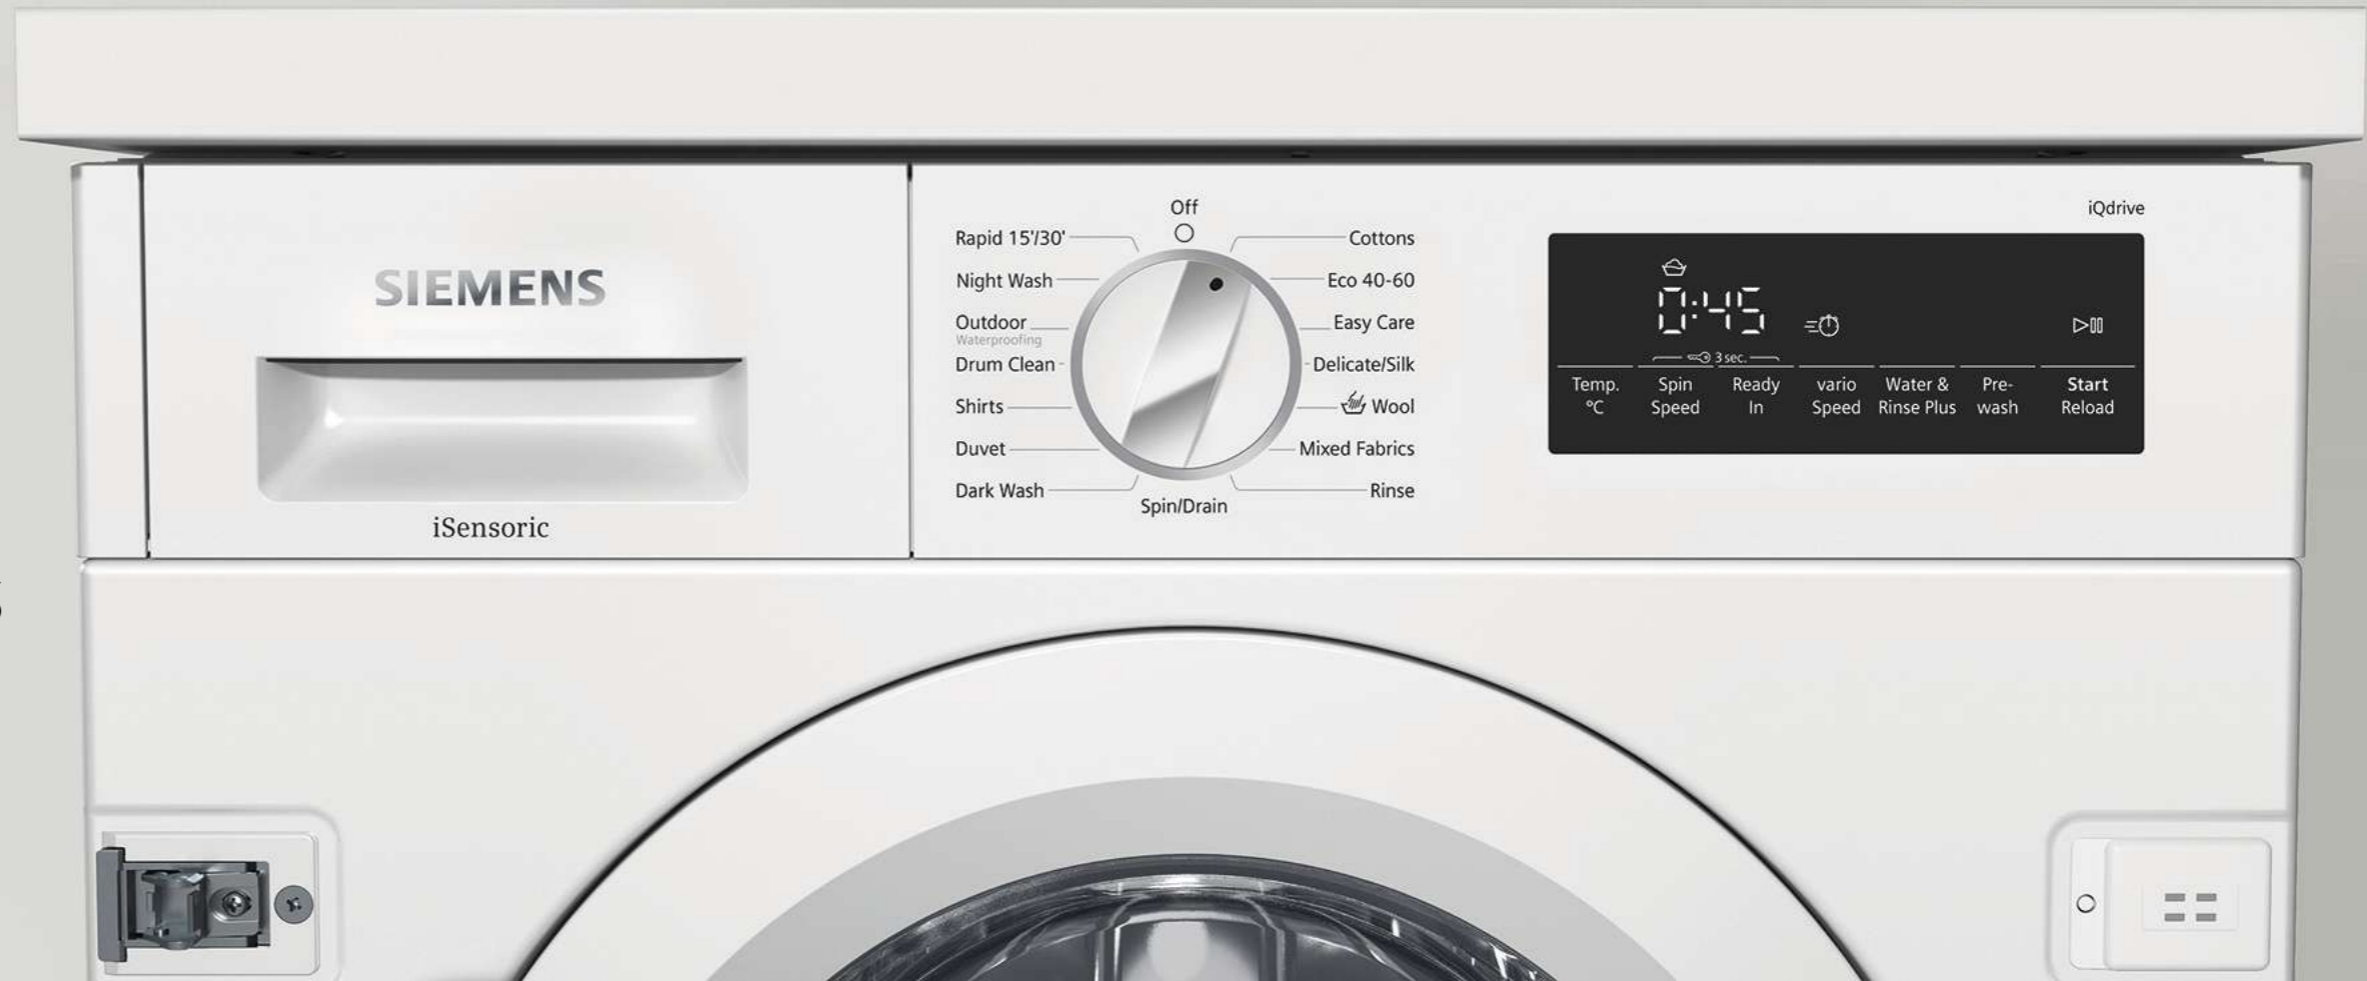 SIEMENS
iSensoric
Off
Rapid 15'/30'
Night Wash
Outdoor
Waterproofing
Drum Clean
Shirts
Duvet
Dark Wash
Spin/Drain
Cottons
Eco 40-60
Easy Care
Delicate/Silk
Wool
Mixed Fabrics
Rinse
iQdrive
0:45
3 sec.
Temp.
°C
Spin
Speed
Ready
In
vario
Speed
Water &
Rinse Plus
Pre-
wash
Start
Reload